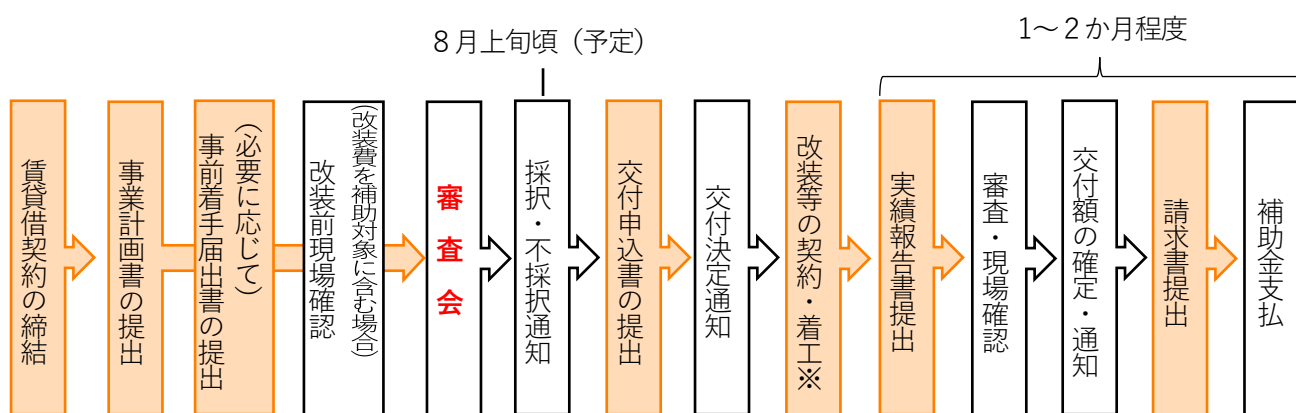 8月上旬頃（予定）
1～2か月程度
賃貸借契約の締結
事業計画書の提出
事前着手届出書の提出
（必要に応じて）
改装前現場確認
（改装費を補助対象に含む場合）
審査会
採択・不採択通知
交付申込書の提出
交付決定通知
改装等の契約・着工※
実績報告書提出
審査・現場確認
交付額の確定・通知
請求書提出
補助金支払